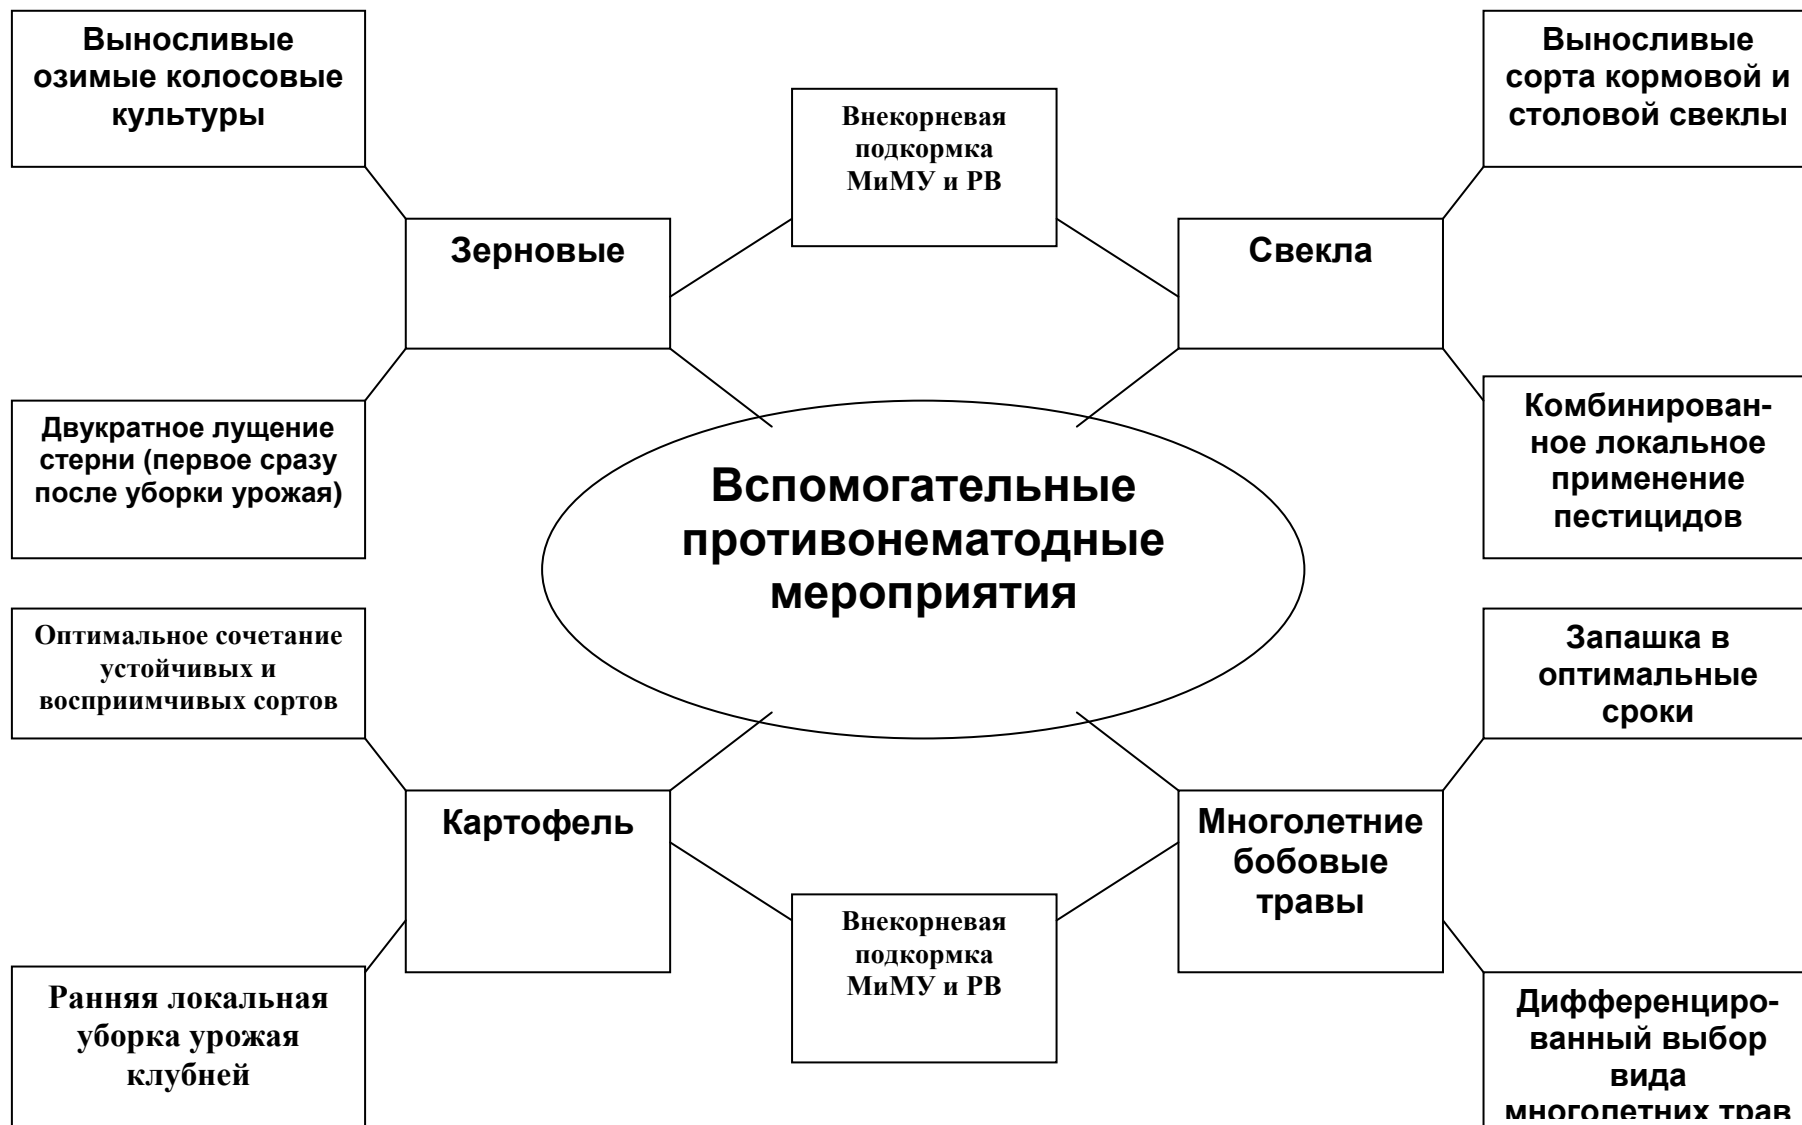 Выносливые
озимые колосовые
культуры
Внекорневая
подкормка
МиМУ и РВ
Выносливые
сорта кормовой и
столовой свеклы
Зерновые
Свекла
Двукратное лущение
стерни (первое сразу
после уборки урожая)
Комбинирован-
ное локальное
применение
пестицидов
Вспомогательные
противонематодные
мероприятия
Оптимальное сочетание
устойчивых и
восприимчивых сортов
Запашка в
оптимальные
сроки
Картофель
Многолетние
бобовые
травы
Внекорневая
подкормка
МиМУ и РВ
Ранняя локальная
уборка урожая
клубней
Дифференциро-
ванный выбор
вида
многолетних трав